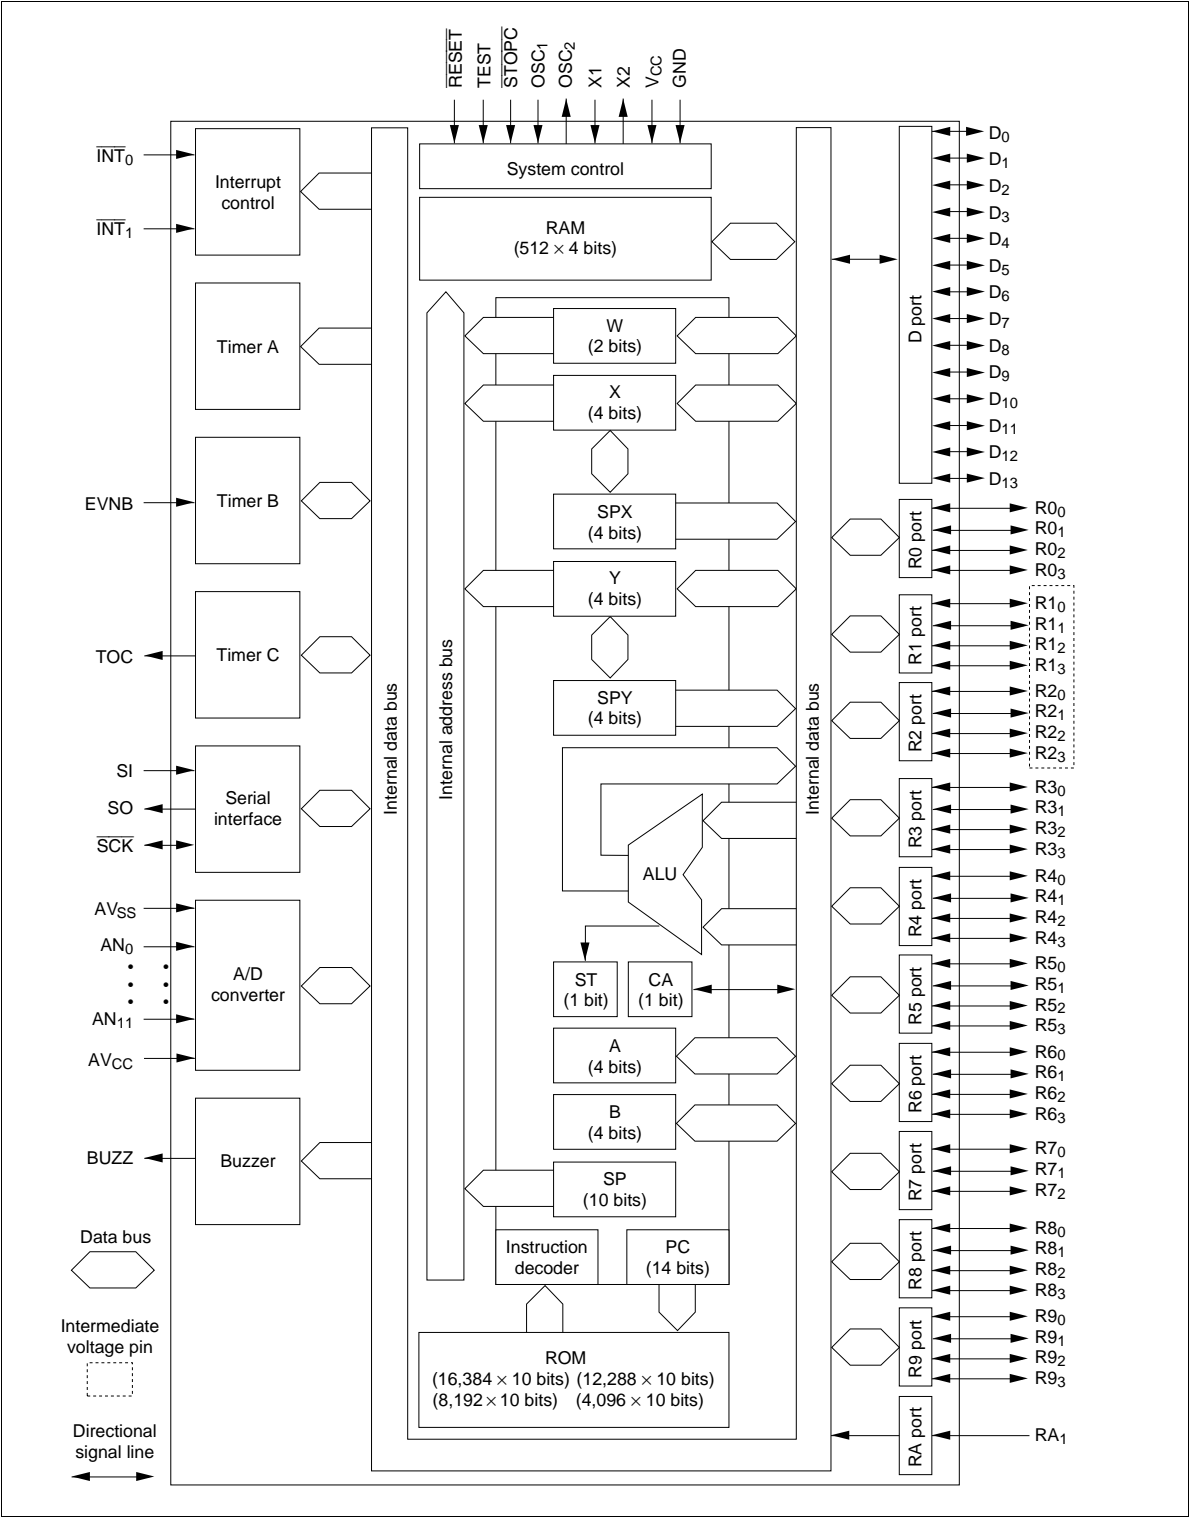 RESET
TEST
STOPC
OSC1
OSC2
X1
X2
VCC
GND
System control
RAM
(512 × 4 bits)
INT0
INT1
Interrupt
control
Timer A
EVNB
Timer B
TOC
Timer C
SI
SO
SCK
Serial
interface
AVSS
AN0
AN11
AVCC
A/D
converter
BUZZ
Buzzer
Data bus
Intermediate
voltage pin
Directional
signal line
Internal data bus
Internal address bus
W
(2 bits)
X
(4 bits)
SPX
(4 bits)
Y
(4 bits)
SPY
(4 bits)
ALU
ST
(1 bit)
CA
(1 bit)
A
(4 bits)
B
(4 bits)
SP
(10 bits)
Instruction
decoder
PC
(14 bits)
ROM
(16,384 × 10 bits) (12,288 × 10 bits)
(8,192 × 10 bits) (4,096 × 10 bits)
Internal data bus
D port
D0
D1
D2
D3
D4
D5
D6
D7
D8
D9
D10
D11
D12
D13
R0 port
R00
R01
R02
R03
R1 port
R10
R11
R12
R13
R2 port
R20
R21
R22
R23
R3 port
R30
R31
R32
R33
R4 port
R40
R41
R42
R43
R5 port
R50
R51
R52
R53
R6 port
R60
R61
R62
R63
R7 port
R70
R71
R72
R8 port
R80
R81
R82
R83
R9 port
R90
R91
R92
R93
RA port
RA1